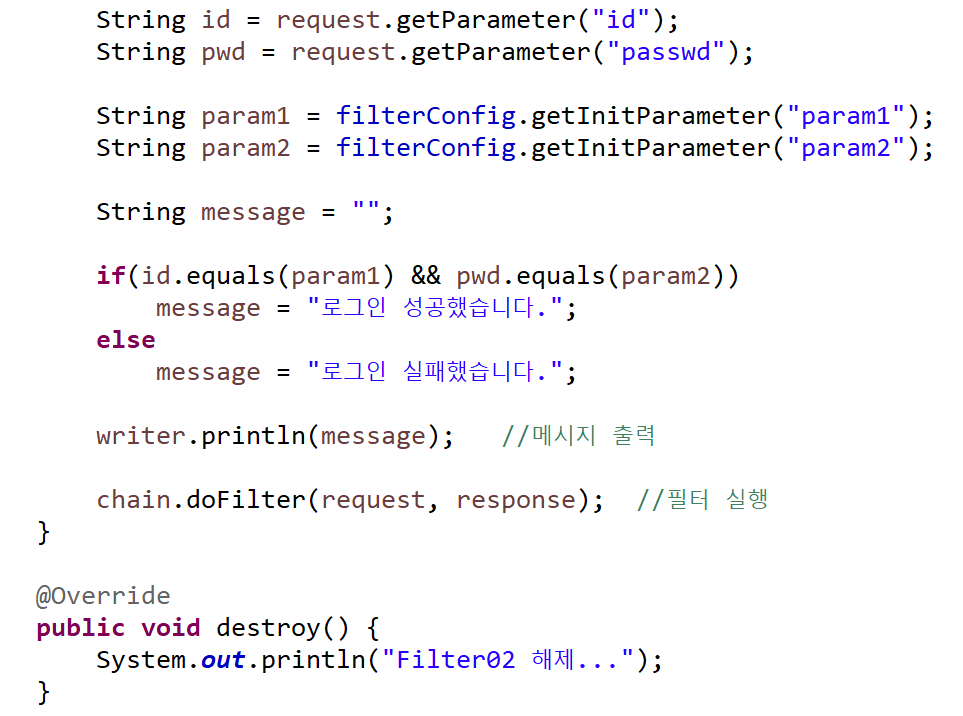 String id = request.getParameter("id");
String pwd = request.getParameter("passwd");
String param1 = filterConfig.getInitParameter("param1");
String param2 = filterConfig.getInitParameter("param2");
String message = "";
if(id.equals(param1) && pwd.equals(param2))
message = "로그인 성공했습니다.";
else
message = "로그인 실패했습니다.";
writer.println(message); //메시지 출력
chain.doFilter(request, response); //필터 실행
}
@Override
public void destroy() {
System.out.println("Filter02 해제...");
}